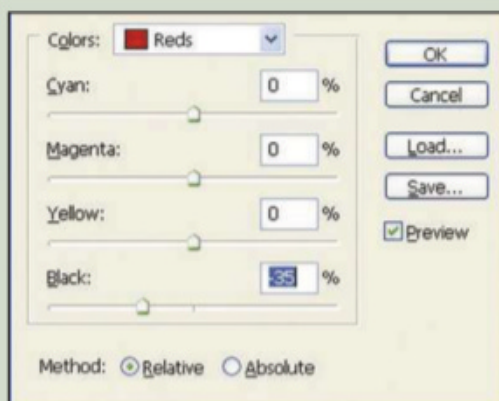 Colors: Reds
OK
Cyan: 0 %
Cancel
Magenta: 0 %
Load...
Save...
Yellow: 0 %
Preview
Black: -35 %
Method: Relative Absolute